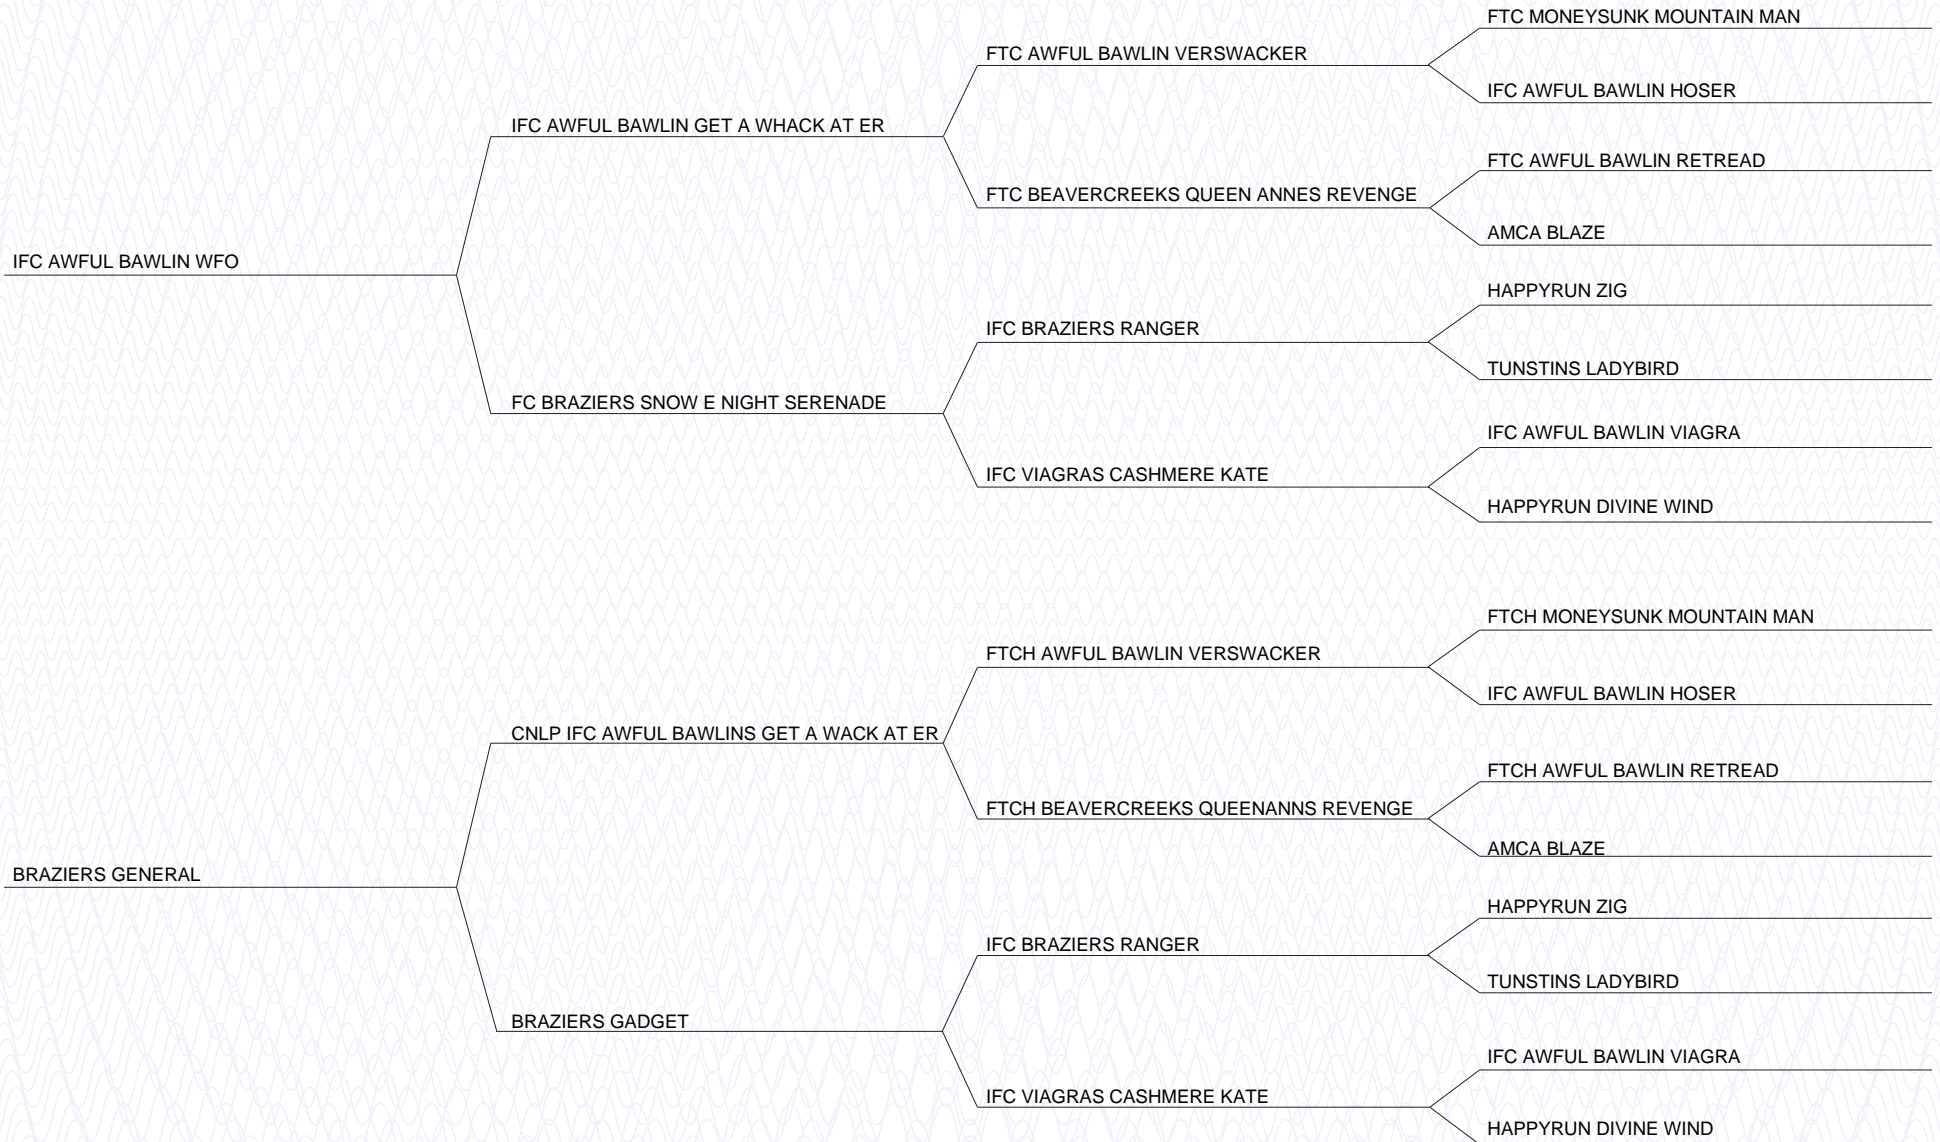 FTC MONEYSUNK MOUNTAIN MAN
FTC AWFUL BAWLIN VERSWACKER
IFC AWFUL BAWLIN HOSER
IFC AWFUL BAWLIN GET A WHACK AT ER
FTC AWFUL BAWLIN RETREAD
FTC BEAVERCREEKS QUEEN ANNES REVENGE
AMCA BLAZE
IFC AWFUL BAWLIN WFO
HAPPYRUN ZIG
IFC BRAZIERS RANGER
TUNSTINS LADYBIRD
FC BRAZIERS SNOW E NIGHT SERENADE
IFC AWFUL BAWLIN VIAGRA
IFC VIAGRAS CASHMERE KATE
HAPPYRUN DIVINE WIND
FTCH MONEYSUNK MOUNTAIN MAN
FTCH AWFUL BAWLIN VERSWACKER
IFC AWFUL BAWLIN HOSER
CNLP IFC AWFUL BAWLINS GET A WACK AT ER
FTCH AWFUL BAWLIN RETREAD
FTCH BEAVERCREEKS QUEENANNS REVENGE
AMCA BLAZE
BRAZIERS GENERAL
HAPPYRUN ZIG
IFC BRAZIERS RANGER
TUNSTINS LADYBIRD
BRAZIERS GADGET
IFC AWFUL BAWLIN VIAGRA
IFC VIAGRAS CASHMERE KATE
HAPPYRUN DIVINE WIND